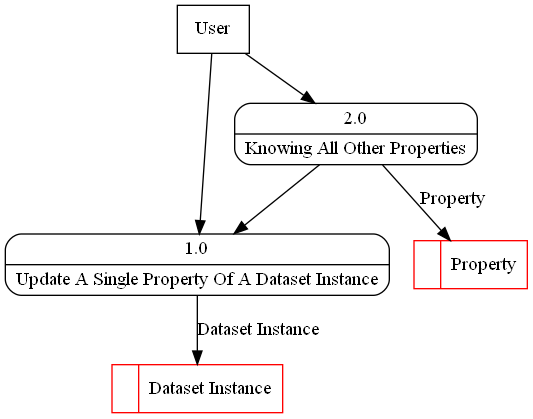 User
2.0
Knowing All Other Properties
Property
1.0
Update A Single Property Of A Dataset Instance
Property
Dataset Instance
Dataset Instance